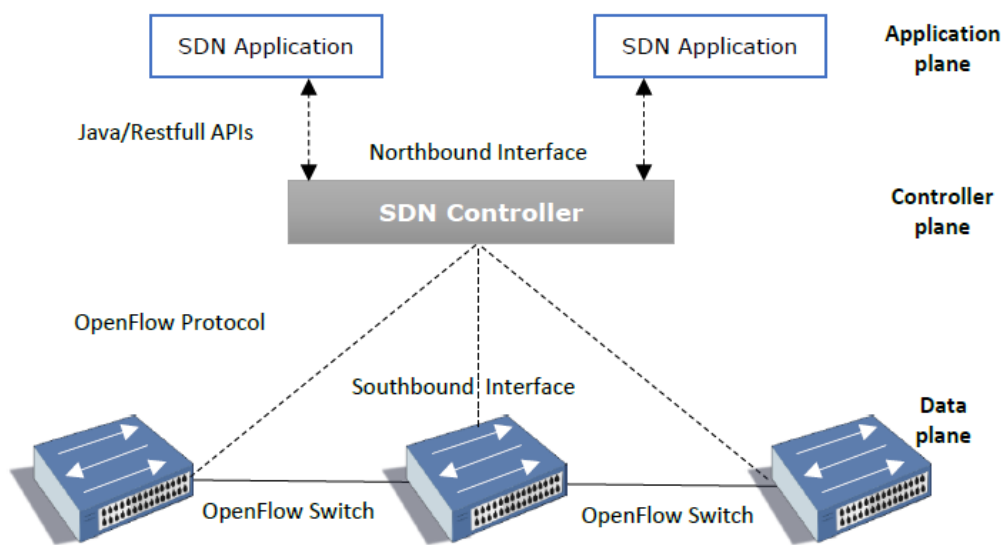 SDN Application
SDN Application
Application
plane
Java/Restfull APIs
Northbound Interface
SDN Controller
Controller
plane
OpenFlow Protocol
Southbound Interface
Data
plane
OpenFlow Switch
OpenFlow Switch